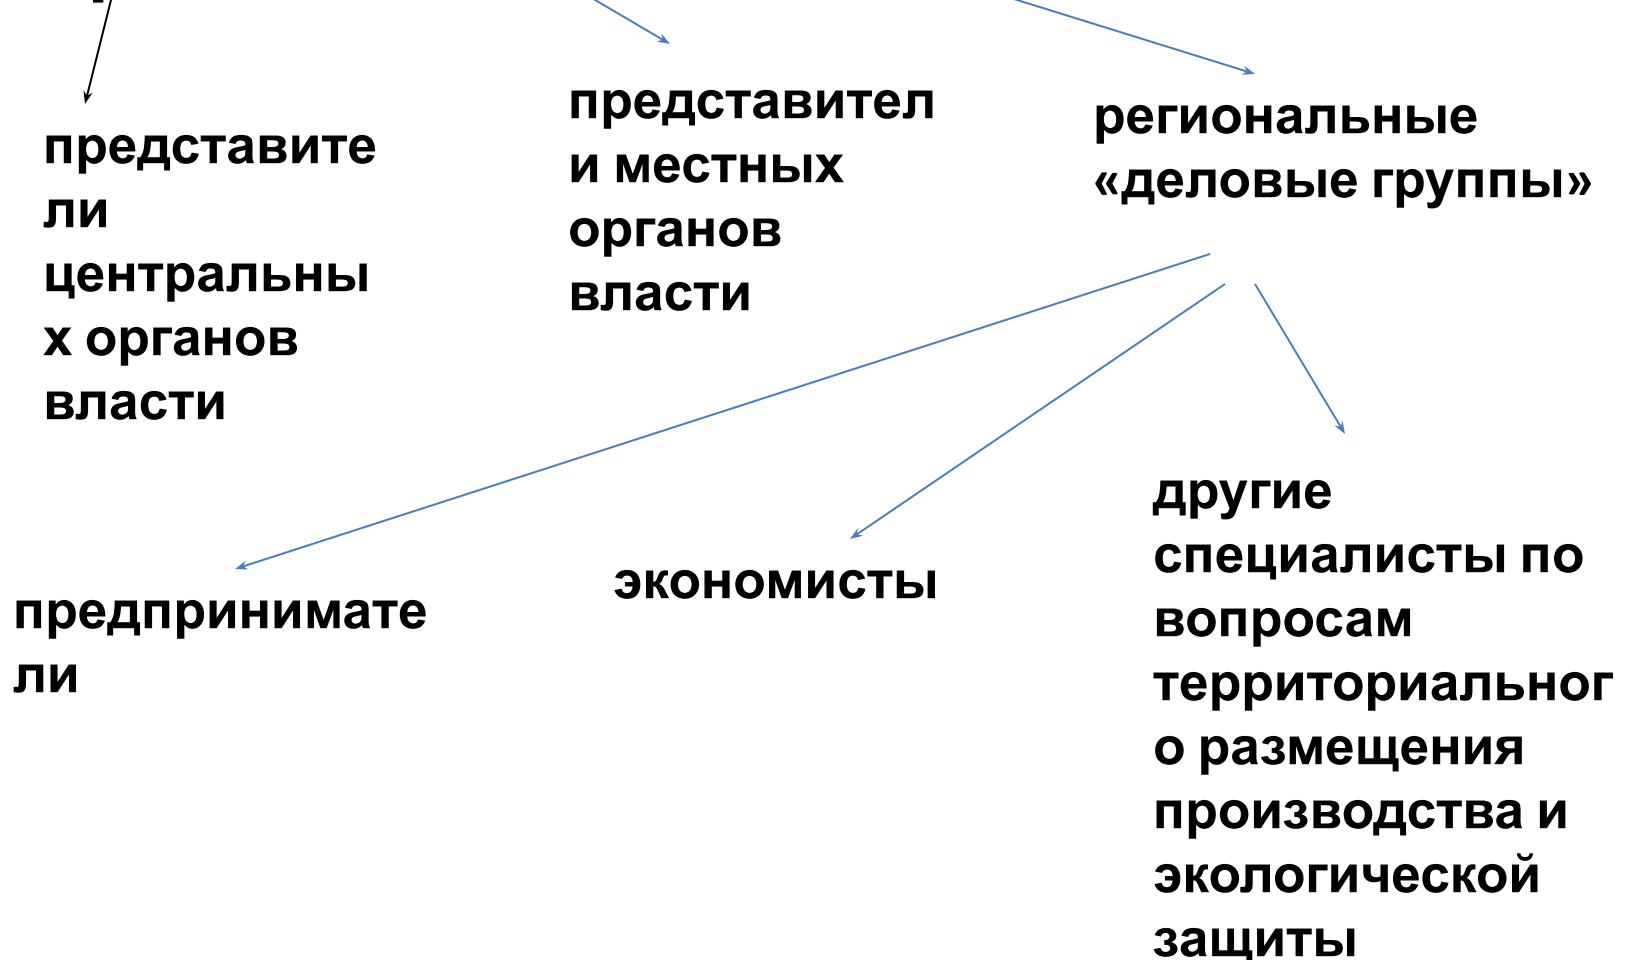 представите
ли
центральны
х органов
власти
представител
и местных
органов
власти
региональные
«деловые группы»
предпринимате
ли
экономисты
другие
специалисты по
вопросам
территориальног
о размещения
производства и
экологической
защиты